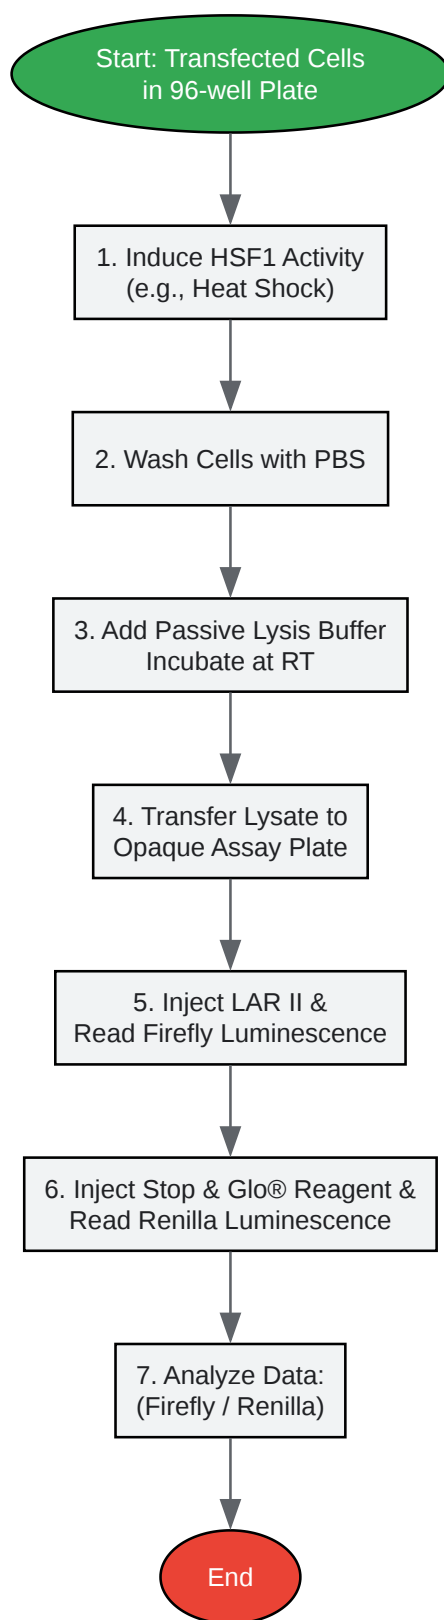 Start: Transfected Cells
in 96-well Plate
1. Induce HSF1 Activity
(e.g., Heat Shock)
2. Wash Cells with PBS
3. Add Passive Lysis Buffer
Incubate at RT
4. Transfer Lysate to
Opaque Assay Plate
5. Inject LAR II &
Read Firefly Luminescence
6. Inject Stop & Glo® Reagent &
Read Renilla Luminescence
7. Analyze Data:
(Firefly / Renilla)
End